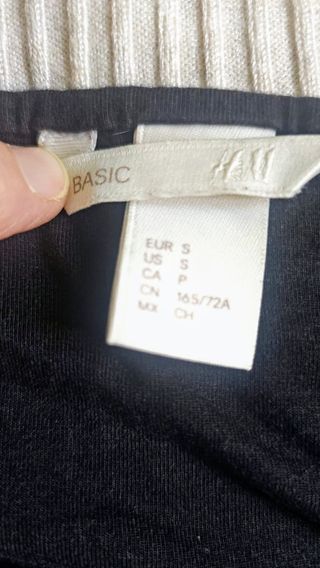 BASIC H&M
EUR S
US S
CA P
CN 165/72A
MX CH